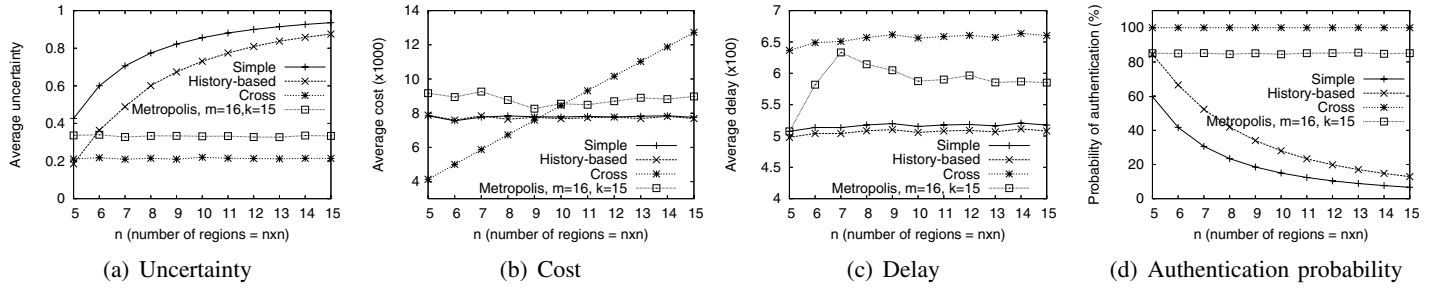 Average uncertainty
1
0.8
0.6
0.4
0.2
0
Simple
History-based
Cross
Metropolis, m=16,k=15
5 6 7 8 9 10 11 12 13 14 15
n (number of regions = nxn)
(a) Uncertainty
Average cost (x1000)
14
12
10
8
6
4
Simple
History-based
Cross
Metropolis, m=16, k=15
5 6 7 8 9 10 11 12 13 14 15
n (number of regions = nxn)
(b) Cost
Average delay (x100)
7
6.5
6
5.5
5
4.5
4
Simple
History-based
Cross
Metropolis, m=16, k=15
5 6 7 8 9 10 11 12 13 14 15
n (number of regions = nxn)
(c) Delay
Probability of authentication (%)
100
80
60
40
20
0
Simple
History-based
Cross
Metropolis, m=16, k=15
5 6 7 8 9 10 11 12 13 14 15
n (number of regions = nxn)
(d) Authentication probability